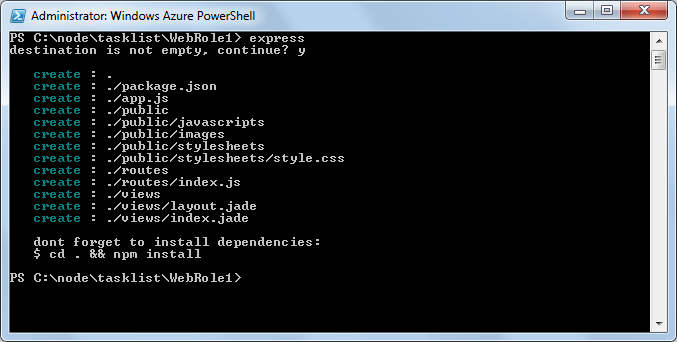 Administrator: Windows Azure PowerShell
PS C:\node\tasklist\WebRole1> express
destination is not empty, continue? y
create : .
create : ./package.json
create : ./app.js
create : ./public
create : ./public/javascripts
create : ./public/images
create : ./public/stylesheets
create : ./public/stylesheets/style.css
create : ./routes
create : ./routes/index.js
create : ./views
create : ./views/layout.jade
create : ./views/index.jade
dont forget to install dependencies:
$ cd . && npm install
PS C:\node\tasklist\WebRole1>